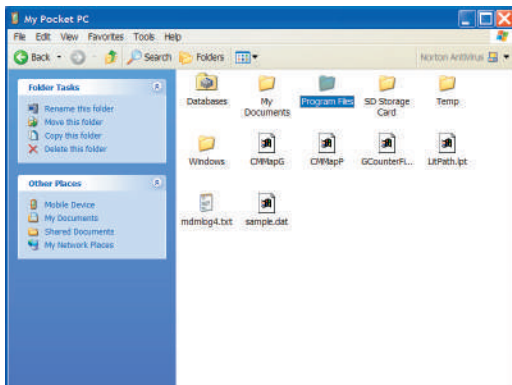 My Pocket PC
File Edit View Favorites Tools Help
Back Search Folders Norton AntiVirus
Folder Tasks
Rename this folder
Move this folder
Copy this folder
Delete this folder
Other Places
Mobile Device
My Documents
Shared Documents
My Network Places
Databases
My Documents
Program Files
SD Storage Card
Temp
Windows
CMMapG
CMMapP
GCounterFi...
LitPath.lpt
mdmlog4.txt
sample.dat